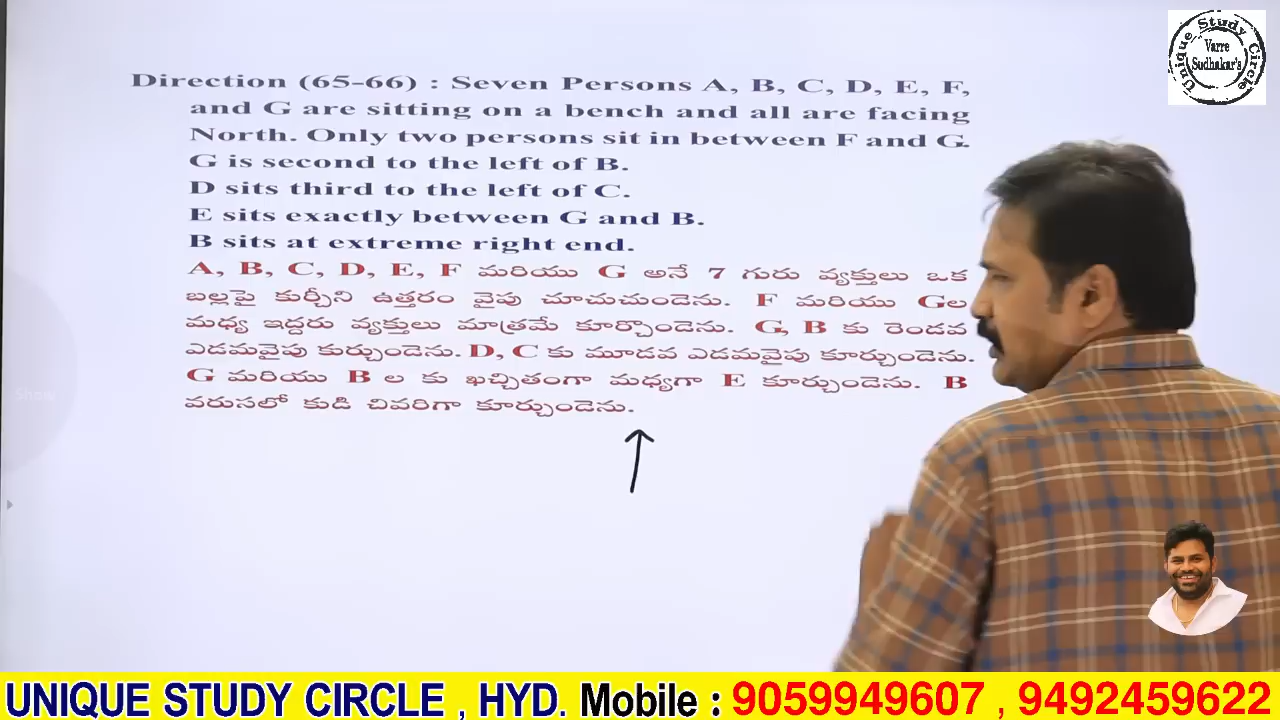 Direction (65-66) : Seven Persons A, B, C, D, E, F,
and G are sitting on a bench and all are facing
North. Only two persons sit in between F and G.
G is second to the left of B.
D sits third to the left of C.
E sits exactly between G and B.
B sits at extreme right end.
A, B, C, D, E, F మరియు G అనే 7 గురు వ్యక్తులు ఒక
బల్లపై కుర్చీని ఉత్తరం వైపు చూచుచుండెను. F మరియు Gల
మధ్య ఇద్దరు వ్యక్తులు మాత్రమే కూర్చొండెను. G, B కు రెండవ
ఎడమవైపు కుర్చుండెను. D, C కు మూడవ ఎడమవైపు కూర్చుండెను.
G మరియు B ల కు ఖచ్చితంగా మధ్యగా E కూర్చుండెను. B
వరుసలో కుడి చివరిగా కూర్చుండెను.
Unique Study Circle
Varre
Sudhakar's
UNIQUE STUDY CIRCLE , HYD. Mobile : 9059949607 , 9492459622